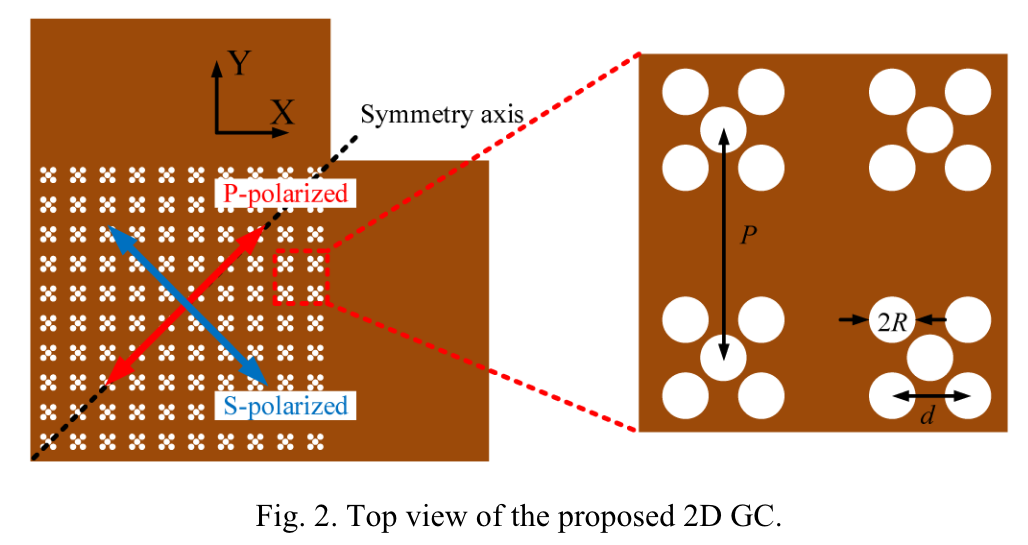 Y
X
Symmetry axis
P-polarized
S-polarized
P
2R
d
Fig. 2. Top view of the proposed 2D GC.